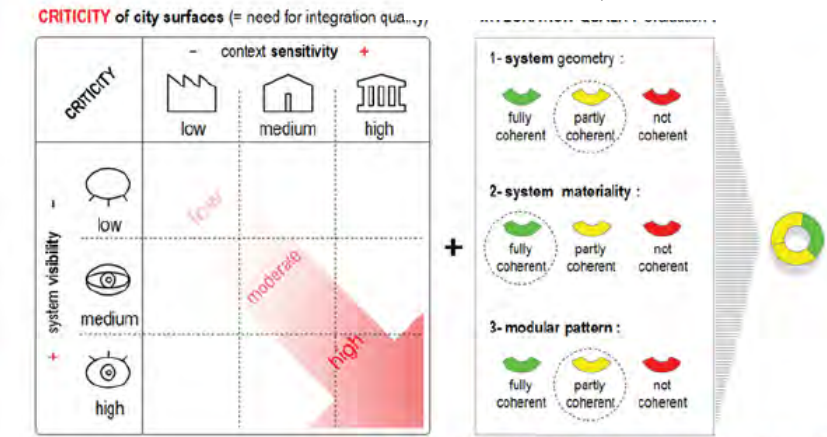 CRITICITY of city surfaces (= need for integration quality)
- context sensitivity +
CRITICITY
low medium high
- system visibility +
low
medium
high
low
moderate
high
+
1- system geometry :
fully coherent
partly coherent
not coherent
2- system materiality :
fully coherent
partly coherent
not coherent
3- modular pattern :
fully coherent
partly coherent
not coherent